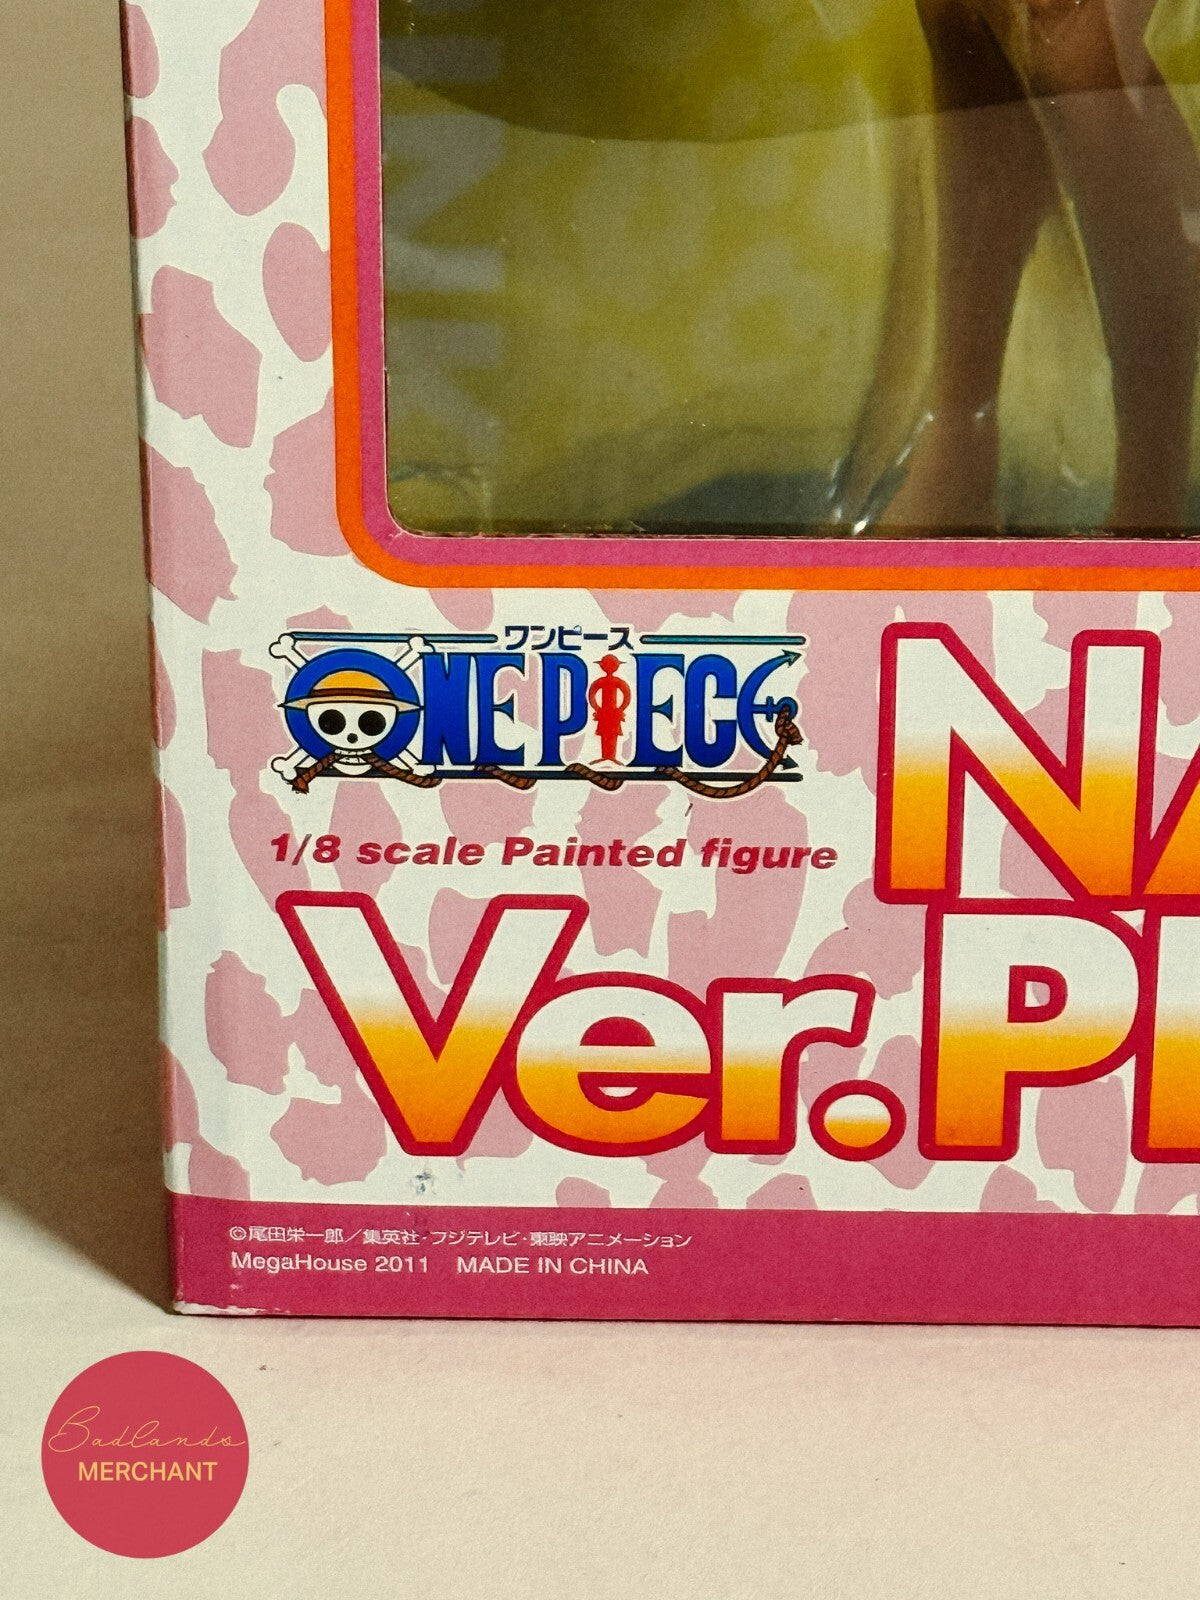 ワンピース
ONE PIECE
1/8 scale Painted figure
NA
Ver.P
©尾田栄一郎／集英社・フジテレビ・東映アニメーション
MegaHouse 2011 MADE IN CHINA
Badlands
MERCHANT